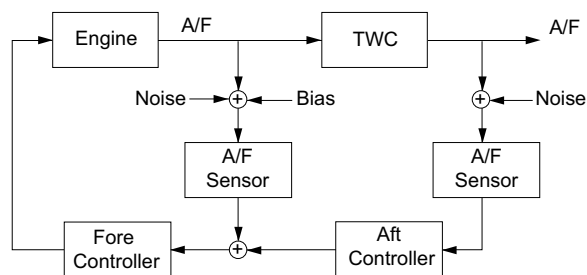 A/F
A/F
Engine
TWC
Noise
+
Bias
+
Noise
A/F
Sensor
A/F
Sensor
Fore
Controller
+
Aft
Controller